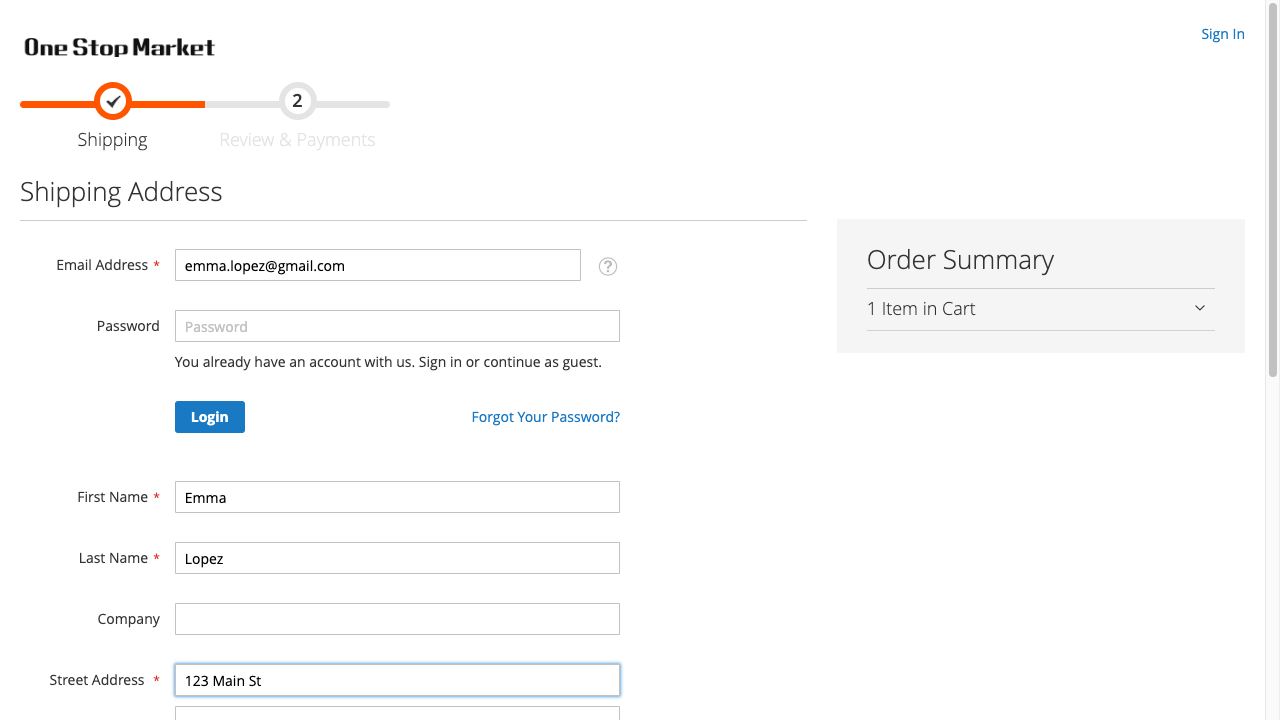 One Stop Market
Sign In
2
Shipping
Review & Payments
Shipping Address
Email Address *
emma.lopez@gmail.com
?
Password
Password
You already have an account with us. Sign in or continue as guest.
Login
Forgot Your Password?
First Name *
Emma
Last Name *
Lopez
Company
Street Address *
123 Main St
Order Summary
1 Item in Cart